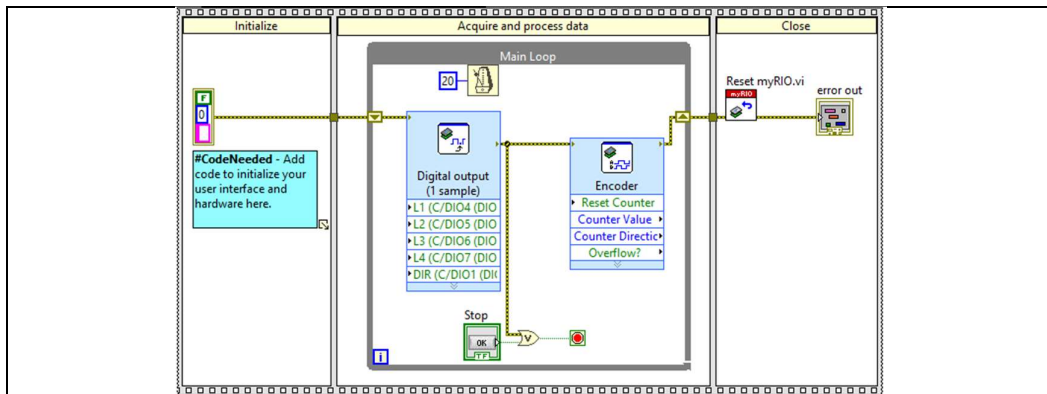 Initialize
Acquire and process data
Close
Main Loop
20
Reset myRIO.vi
myRIO
error out
F
0
#CodeNeeded - Add
code to initialize your
user interface and
hardware here.
Digital output
(1 sample)
L1 (C/DIO4 (DIO
L2 (C/DIO5 (DIO
L3 (C/DIO6 (DIO
L4 (C/DIO7 (DIO
DIR (C/DIO1 (DI(
Encoder
Reset Counter
Counter Value
Counter Directic
Overflow?
Stop
OK
TF
V
i